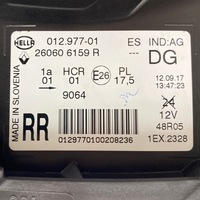 HELLA
012.977-01
ES
IND:AG
26060 6159 R
DG
MADE IN SLOVENIA
1a
01
HCR
01
E26
PL
17,5
12.09.17
13:47:23
9064
12V
48R05
RR
0129770100208236
1EX.2328